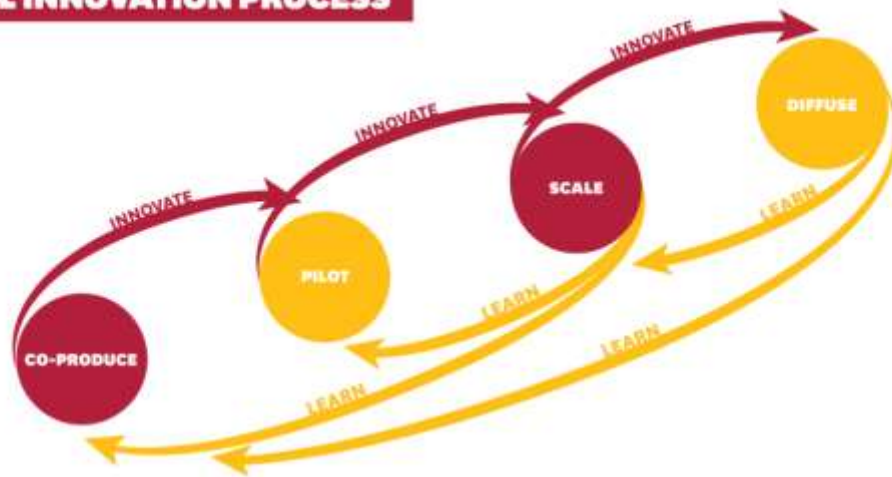 INNOVATION PROCESS
INNOVATE
DIFFUSE
INNOVATE
SCALE
LEARN
INNOVATE
PILOT
LEARN
LEARN
CO-PRODUCE
LEARN